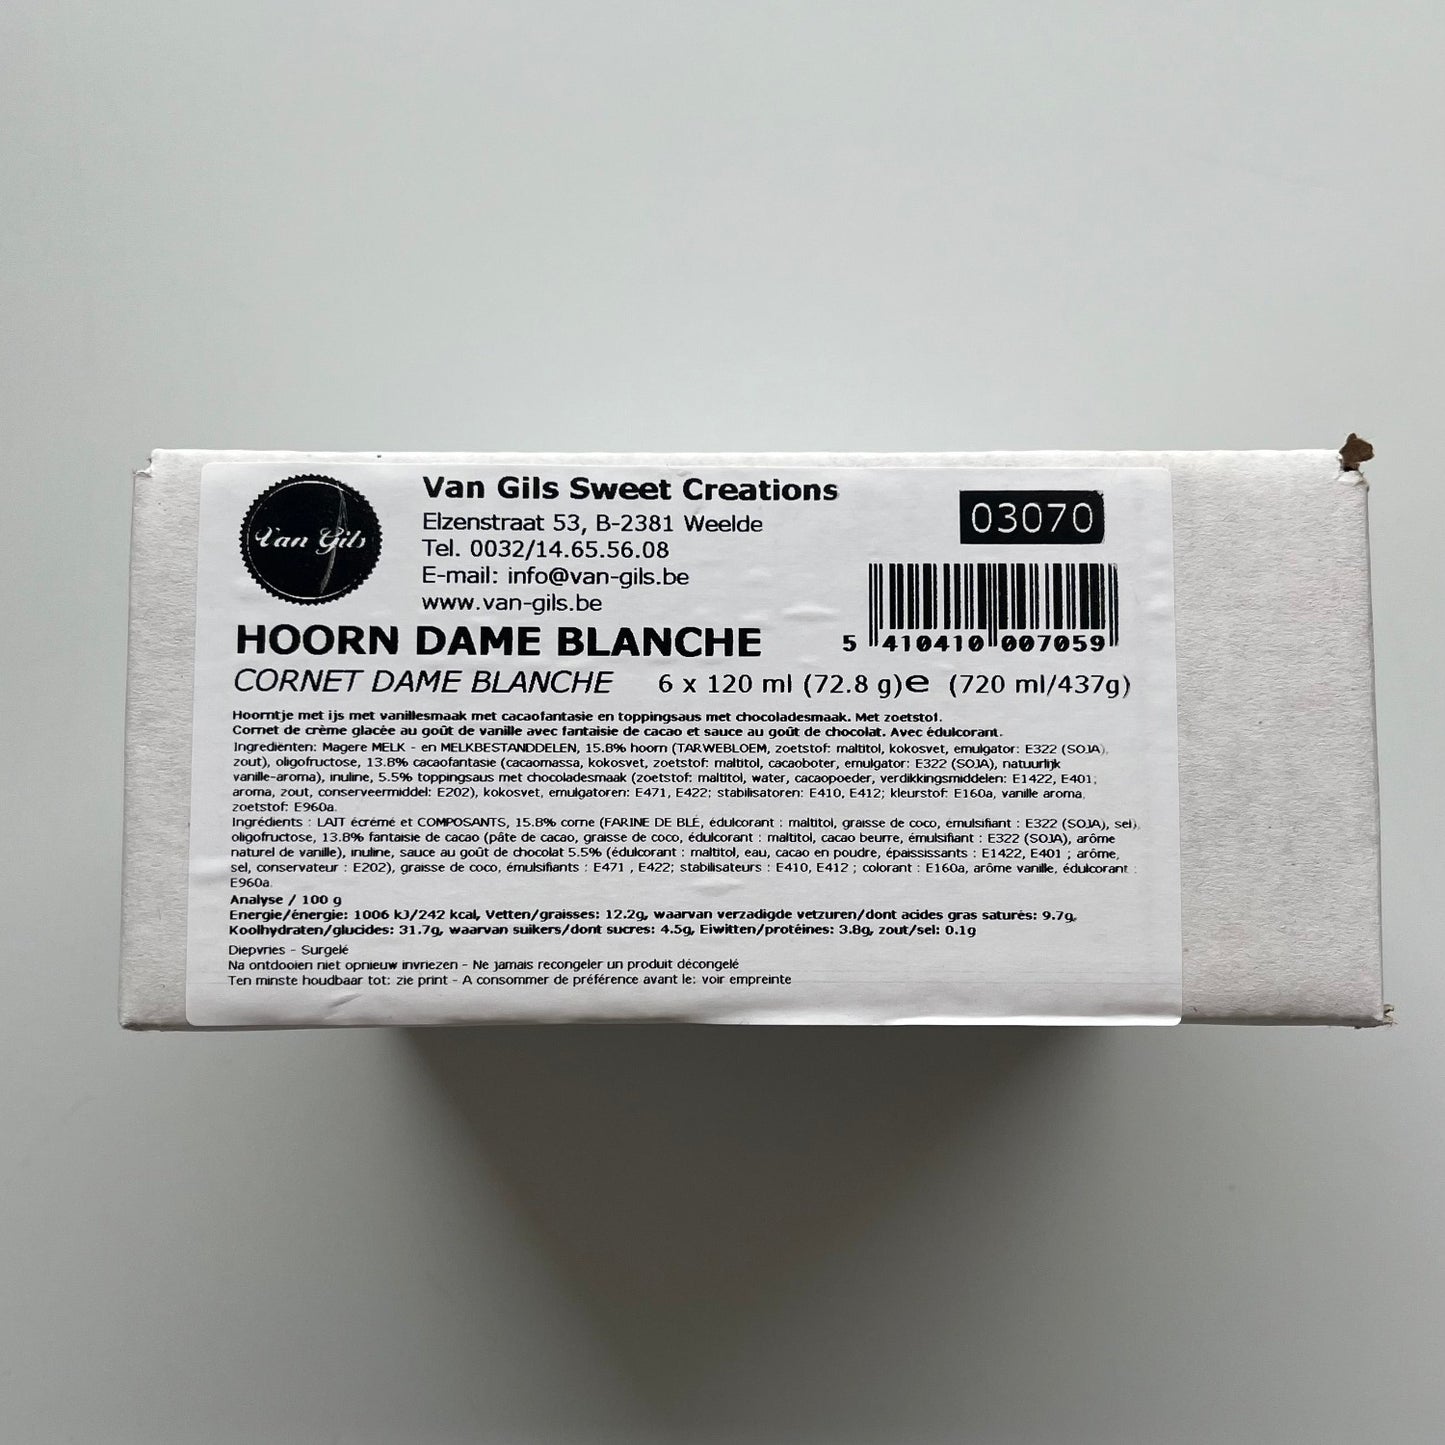 Van Gils
Van Gils Sweet Creations
Elzenstraat 53, B-2381 Weelde
Tel. 0032/14.65.56.08
E-mail: info@van-gils.be
www.van-gils.be
03070
5 410410 007059
HOORN DAME BLANCHE
CORNET DAME BLANCHE 6 x 120 ml (72.8 g)e (720 ml/437g)
Hoorntje met ijs met vanillesmaak met cacaofantasie en toppingsaus met chocoladesmaak. Met zoetstof.
Cornet de crème glacée au goût de vanille avec fantaisie de cacao et sauce au goût de chocolat. Avec édulcorant.
Ingrediënten: Magere MELK - en MELKBESTANDDELEN, 15.8% hoorn (TARWEBLOEM, zoetstof: maltitol, kokosvet, emulgator: E322 (SOJA),
zout), oligofructose, 13.8% cacaofantasie (cacaomassa, kokosvet, zoetstof: maltitol, cacaoboter, emulgator: E322 (SOJA), natuurlijk
vanille-aroma), inuline, 5.5% toppingsaus met chocoladesmaak (zoetstof: maltitol, water, cacaopoeder, verdikkingsmiddelen: E1422, E401;
aroma, zout, conserveermiddel: E202), kokosvet, emulgatoren: E471, E422; stabilisatoren: E410, E412; kleurstof: E160a, vanille aroma,
zoetstof: E960a.
Ingrédients : LAIT écrémé et COMPOSANTS, 15.8% corne (FARINE DE BLÉ, édulcorant : maltitol, graisse de coco, émulsifiant : E322 (SOJA), sel),
oligofructose, 13.8% fantaisie de cacao (pâte de cacao, graisse de coco, édulcorant : maltitol, cacao beurre, émulsifiant : E322 (SOJA), arôme
naturel de vanille), inuline, sauce au goût de chocolat 5.5% (édulcorant : maltitol, eau, cacao en poudre, épaississants : E1422, E401 ; arôme,
sel, conservateur : E202), graisse de coco, émulsifiants : E471 , E422; stabilisateurs : E410, E412 ; colorant : E160a, arôme vanille, édulcorant :
E960a.
Analyse / 100 g
Energie/énergie: 1006 kJ/242 kcal, Vetten/graisses: 12.2g, waarvan verzadigde vetzuren/dont acides gras saturés: 9.7g,
Koolhydraten/glucides: 31.7g, waarvan suikers/dont sucres: 4.5g, Eiwitten/protéines: 3.8g, zout/sel: 0.1g
Diepvries - Surgelé
Na ontdooien niet opnieuw invriezen - Ne jamais recongeler un produit décongelé
Ten minste houdbaar tot: zie print - A consommer de préférence avant le: voir empreinte